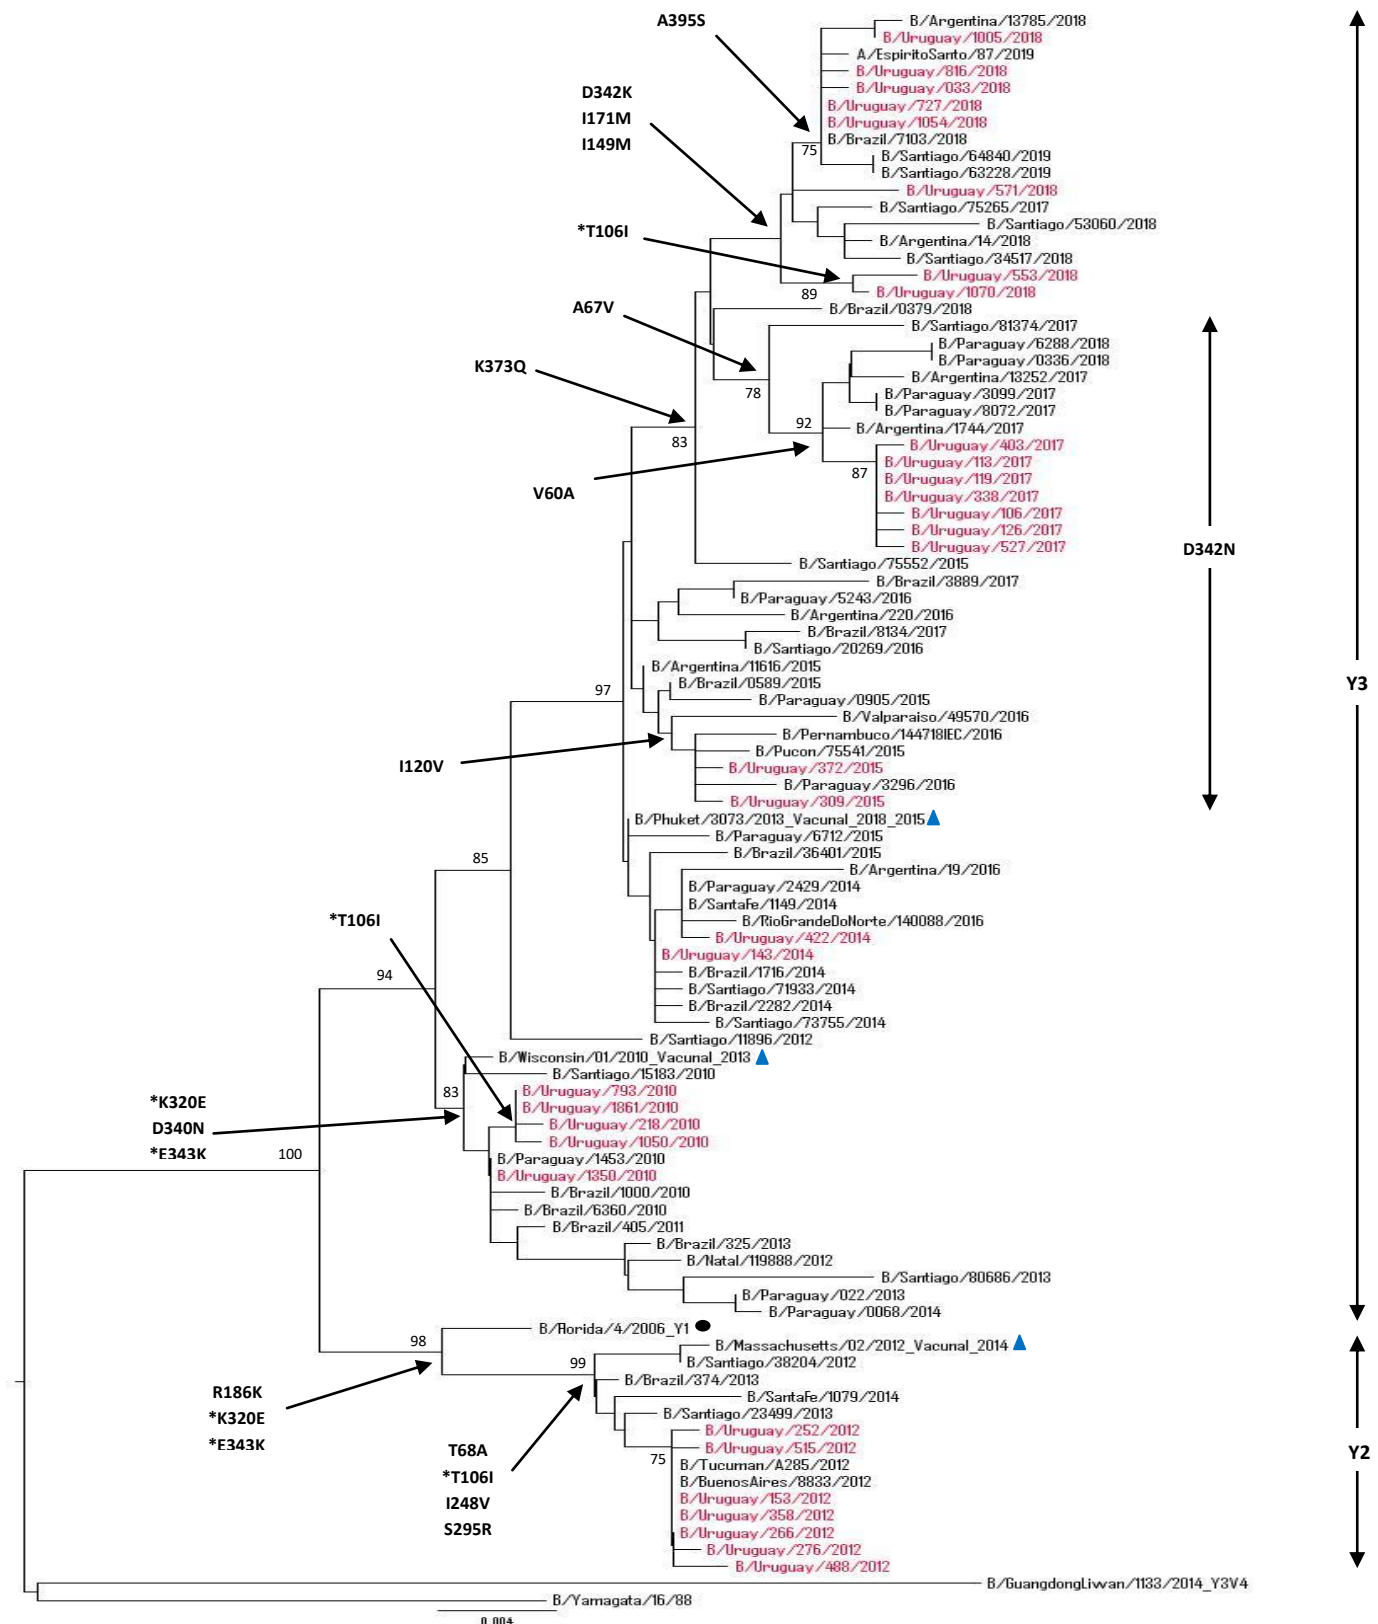 A395S
B/Argentina/13785/2018
B/Uruguay/1005/2018
A/EspiritoSanto/87/2019
B/Uruguay/816/2018
B/Uruguay/033/2018
B/Uruguay/727/2018
B/Uruguay/1054/2018
B/Brazil/7103/2018
75
B/Santiago/64840/2019
B/Santiago/63228/2019
D342K
I171M
I149M
B/Uruguay/571/2018
B/Santiago/75265/2017
B/Santiago/53060/2018
B/Argentina/14/2018
B/Santiago/34517/2018
*T106I
B/Uruguay/553/2018
B/Uruguay/1070/2018
89
B/Brazil/0379/2018
A67V
B/Santiago/81374/2017
B/Paraguay/6288/2018
B/Paraguay/0336/2018
K373Q
B/Argentina/13252/2017
78
B/Paraguay/3099/2017
B/Paraguay/8072/2017
92
B/Argentina/1744/2017
83
B/Uruguay/403/2017
B/Uruguay/113/2017
87
B/Uruguay/119/2017
V60A
B/Uruguay/338/2017
B/Uruguay/106/2017
B/Uruguay/126/2017
B/Uruguay/527/2017
D342N
B/Santiago/75552/2015
B/Brazil/3889/2017
B/Paraguay/5243/2016
B/Argentina/220/2016
B/Brazil/8134/2017
B/Santiago/20269/2016
B/Argentina/11616/2015
B/Brazil/0589/2015
Y3
97
B/Paraguay/0905/2015
B/Valparaiso/49570/2016
B/Pernambuco/144718IEC/2016
B/Pucon/75541/2015
I120V
B/Uruguay/372/2015
B/Paraguay/3296/2016
B/Uruguay/309/2015
B/Phuket/3073/2013_Vacunal_2018_2015
B/Paraguay/6712/2015
B/Brazil/36401/2015
85
B/Argentina/19/2016
B/Paraguay/2429/2014
B/SantaFe/1149/2014
*T106I
B/RioGrandeDoNorte/140088/2016
B/Uruguay/422/2014
B/Uruguay/143/2014
94
B/Brazil/1716/2014
B/Santiago/71933/2014
B/Brazil/2282/2014
B/Santiago/73755/2014
B/Santiago/11896/2012
B/Wisconsin/01/2010_Vacunal_2013
B/Santiago/15183/2010
83
B/Uruguay/793/2010
*K320E
D340N
*E343K
B/Uruguay/1861/2010
B/Uruguay/218/2010
B/Uruguay/1050/2010
100
B/Paraguay/1453/2010
B/Uruguay/1350/2010
B/Brazil/1000/2010
B/Brazil/6360/2010
B/Brazil/405/2011
B/Brazil/325/2013
B/Natal/119888/2012
B/Santiago/80686/2013
B/Paraguay/022/2013
B/Paraguay/0068/2014
B/Florida/4/2006_Y1
98
B/Massachusetts/02/2012_Vacunal_2014
99
B/Santiago/38204/2012
B/Brazil/374/2013
R186K
*K320E
*E343K
B/SantaFe/1079/2014
B/Santiago/23499/2013
B/Uruguay/252/2012
B/Uruguay/515/2012
75
T68A
*T106I
I248V
S295R
Y2
B/Tucuman/A285/2012
B/BuenosAires/8833/2012
B/Uruguay/153/2012
B/Uruguay/358/2012
B/Uruguay/266/2012
B/Uruguay/276/2012
B/Uruguay/488/2012
B/GuangdongLiwan/1133/2014_Y3V4
B/Yamagata/16/88
0.004